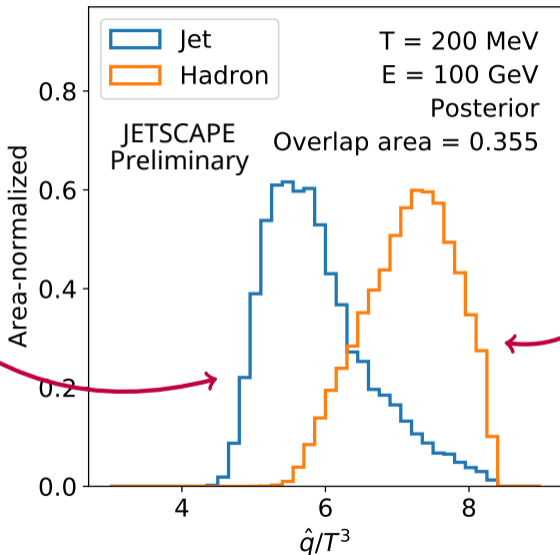 Jet
Hadron
T = 200 MeV
E = 100 GeV
Posterior
Overlap area = 0.355
JETSCAPE
Preliminary
Area-normalized
0.8
0.6
0.4
0.2
0.0
4 6 8
q̂/T³